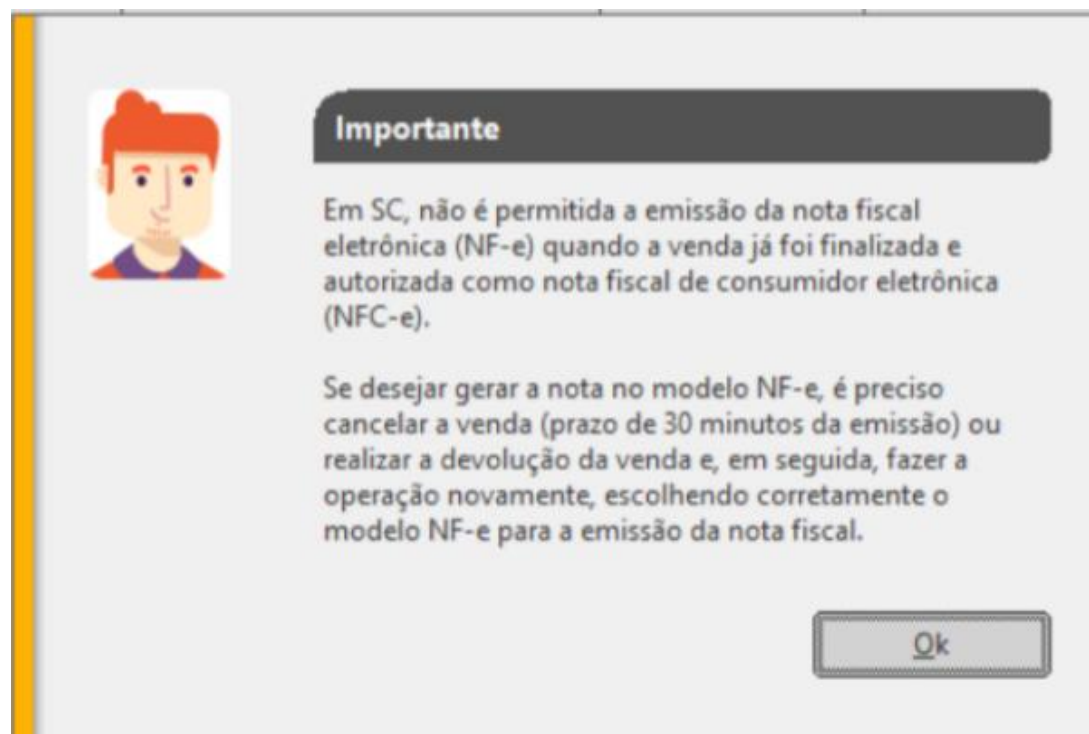 Importante
Em SC, não é permitida a emissão da nota fiscal
eletrônica (NF-e) quando a venda já foi finalizada e
autorizada como nota fiscal de consumidor eletrônica
(NFC-e).
Se desejar gerar a nota no modelo NF-e, é preciso
cancelar a venda (prazo de 30 minutos da emissão) ou
realizar a devolução da venda e, em seguida, fazer a
operação novamente, escolhendo corretamente o
modelo NF-e para a emissão da nota fiscal.
Ok